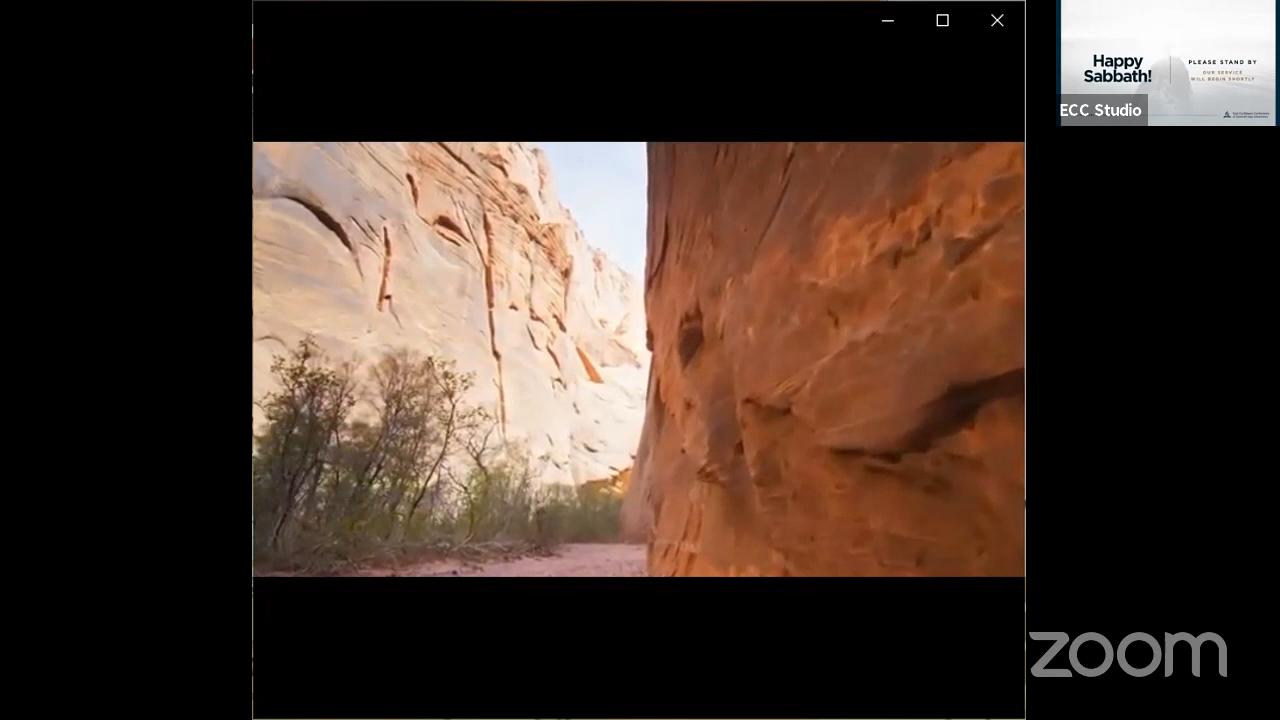 Happy
Sabbath!
PLEASE STAND BY
OUR SERVICE
WILL BEGIN SHORTLY
ECC Studio
zoom